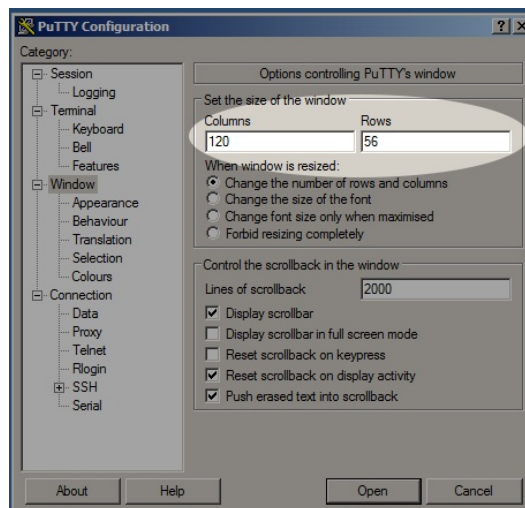 PuTTY Configuration
Category:
Session
Logging
Terminal
Keyboard
Bell
Features
Window
Appearance
Behaviour
Translation
Selection
Colours
Connection
Data
Proxy
Telnet
Rlogin
SSH
Serial
Options controlling PuTTY's window
Set the size of the window
Columns Rows
120 56
When window is resized:
Change the number of rows and columns
Change the size of the font
Change font size only when maximised
Forbid resizing completely
Control the scrollback in the window
Lines of scrollback 2000
Display scrollbar
Display scrollbar in full screen mode
Reset scrollback on keypress
Reset scrollback on display activity
Push erased text into scrollback
About Help Open Cancel